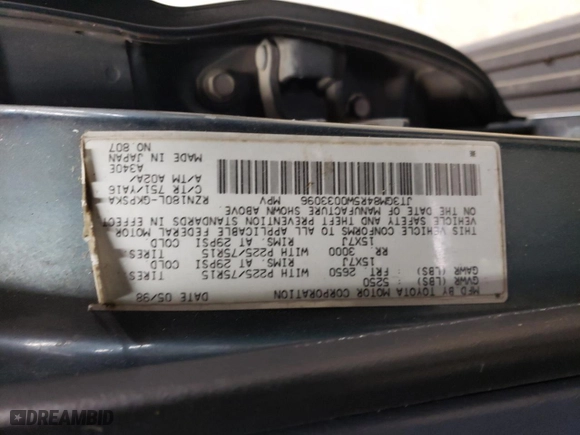 MFD BY TOYOTA MOTOR CORPORATION DATE 05/98
GVWR (LBS) 5250
GAWR (LBS) FRT: 2650 WITH P225/75R15 TIRES
15X7J RIMS. AT 29PSI COLD
RR: 3000 WITH P225/75R15 TIRES
15X7J RIMS. AT 29PSI COLD
THIS VEHICLE CONFORMS TO ALL APPLICABLE FEDERAL MOTOR
VEHICLE SAFETY AND THEFT PREVENTION STANDARDS IN EFFECT
ON THE DATE OF MANUFACTURE SHOWN ABOVE.
JT3GM84R5W0033096 MPV
RZN180L-GKPSKA
C/TR 751/YA16
A/TM A02A/
A340E
MADE IN JAPAN
NO.807
DREAMBID